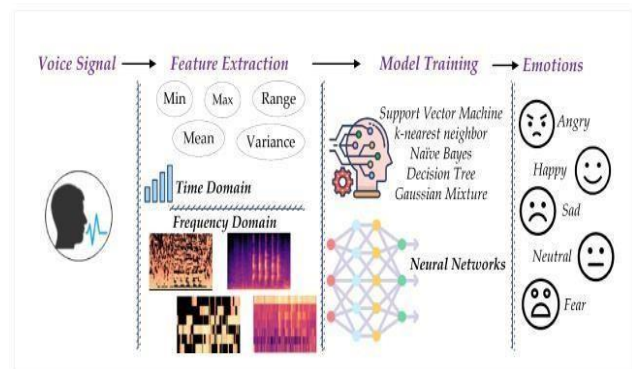 Voice Signal
Feature Extraction
Model Training
Emotions
Min
Max
Range
Mean
Variance
Time Domain
Frequency Domain
Support Vector Machine
k-nearest neighbor
Naïve Bayes
Decision Tree
Gaussian Mixture
Neural Networks
Angry
Happy
Sad
Neutral
Fear